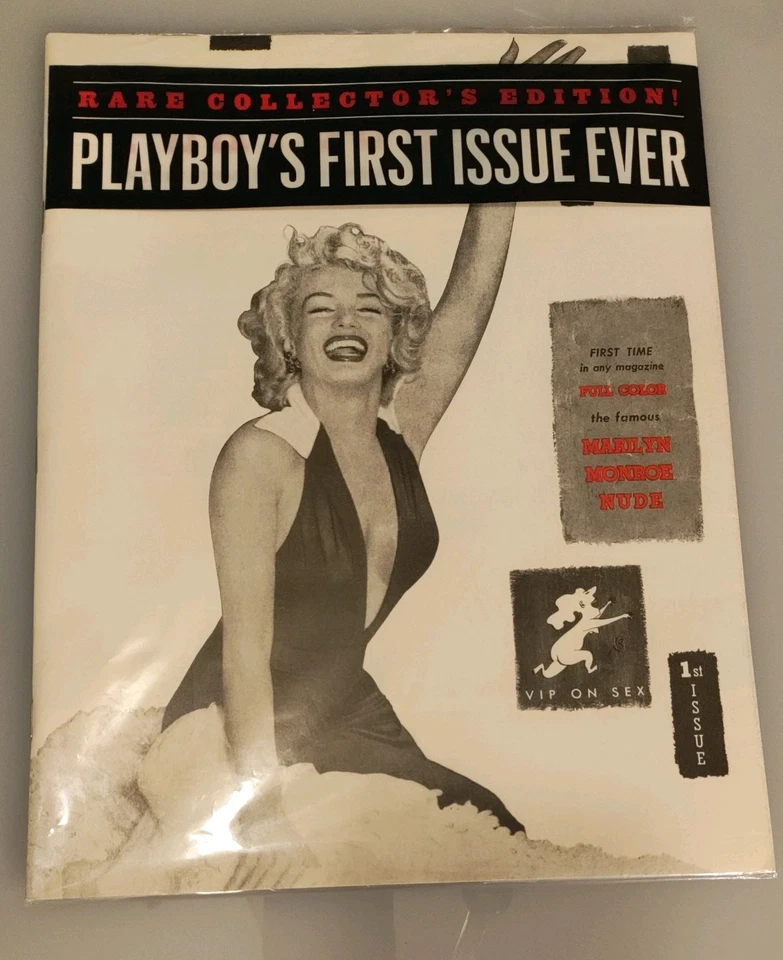 RARE COLLECTOR'S EDITION!
PLAYBOY'S FIRST ISSUE EVER
FIRST TIME
in any magazine
FULL COLOR
the famous
MARILYN
MONROE
NUDE
VIP ON SEX
1st
ISSUE